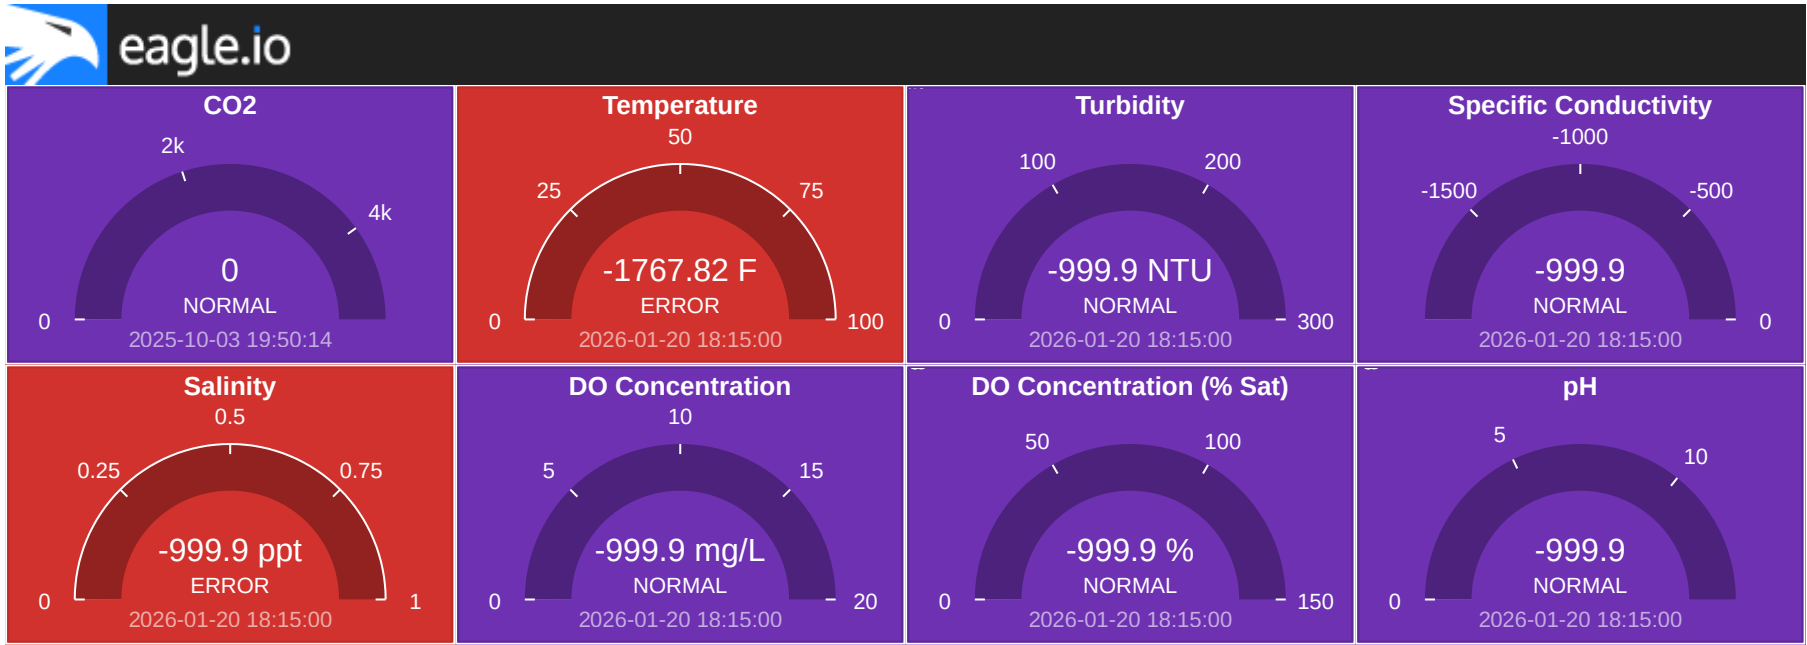 eagle.io
CO2
2k
4k
0
NORMAL
0
2025-10-03 19:50:14
Temperature
50
25
75
-1767.82 F
ERROR
0
100
2026-01-20 18:15:00
Turbidity
100
200
-999.9 NTU
NORMAL
0
300
2026-01-20 18:15:00
Specific Conductivity
-1000
-1500
-500
-999.9
NORMAL
0
2026-01-20 18:15:00
Salinity
0.5
0.25
0.75
-999.9 ppt
ERROR
0
1
2026-01-20 18:15:00
DO Concentration
10
5
15
-999.9 mg/L
NORMAL
0
20
2026-01-20 18:15:00
DO Concentration (% Sat)
50
100
-999.9 %
NORMAL
0
150
2026-01-20 18:15:00
pH
5
10
-999.9
NORMAL
0
2026-01-20 18:15:00